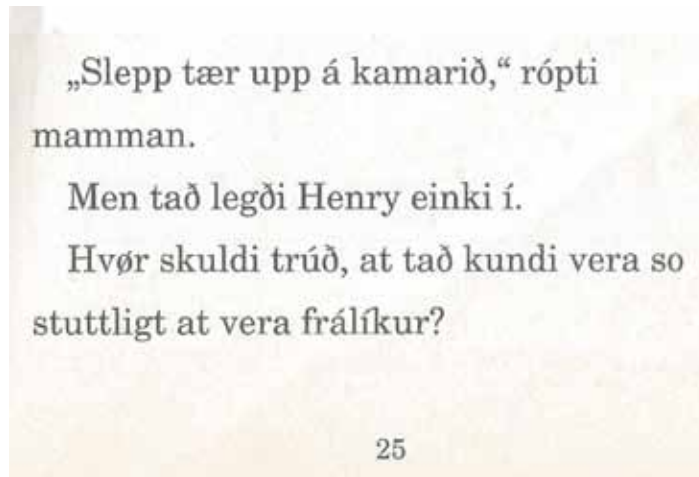 „Slepp tær upp á kamarið,“ rópti
mamman.
Men tað legði Henry einki í.
Hvør skuldi trúð, at tað kundi vera so
stuttligt at vera frálíkur?
25